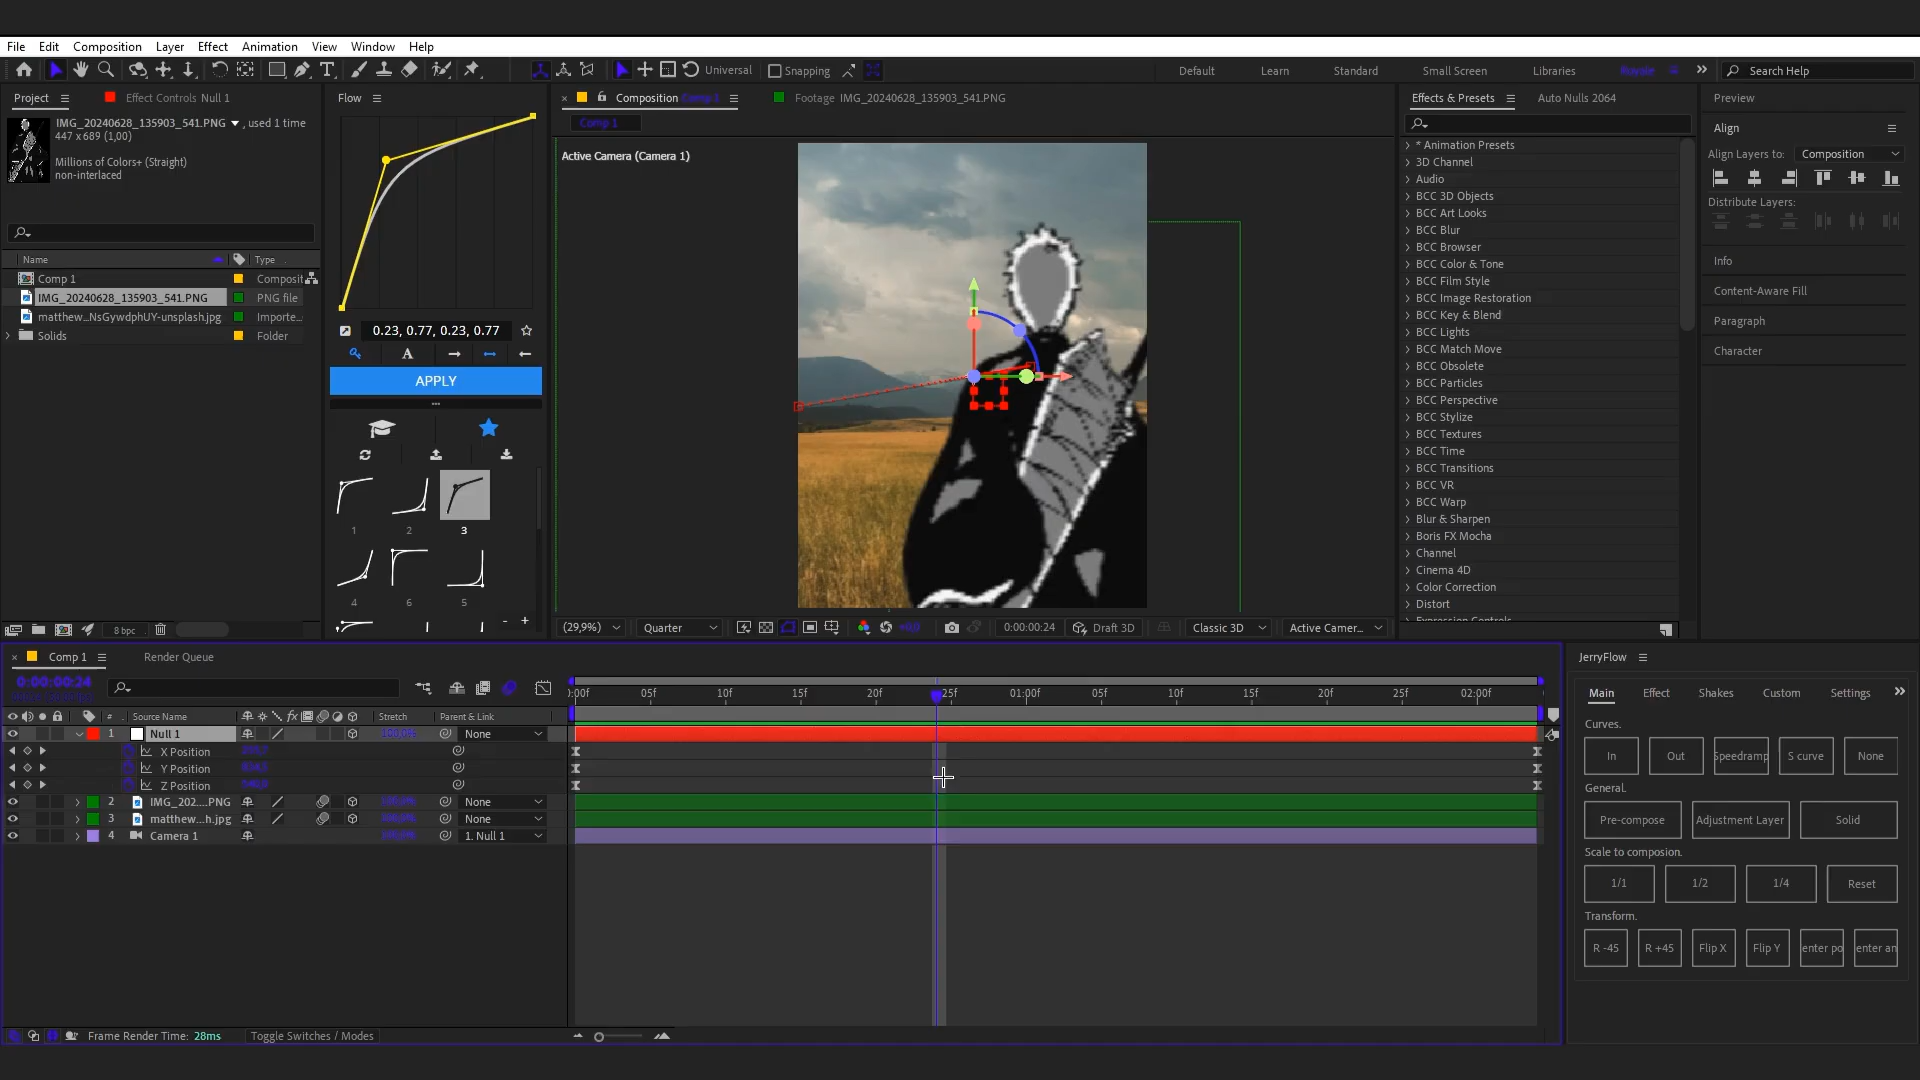 File Edit Composition Layer Effect Animation View Window Help
Universal Snapping Default Learn Standard Small Screen Libraries Search Help
Project Effect Controls Null 1
IMG_20240628_135903_541.PNG , used 1 time
447 x 689 (1,00)
Millions of Colors+ (Straight)
non-interlaced
Name Type
Comp 1 Composit
IMG_20240628_135903_541.PNG PNG file
matthew...NsGywdphUY-unsplash.jpg Importe...
Solids Folder
8 bpc
Flow
0.23, 0.77, 0.23, 0.77
A
APPLY
1 2 3
4 6 5
- +
Composition Comp 1 Footage IMG_20240628_135903_541.PNG
Comp 1
Active Camera (Camera 1)
(29,9%) Quarter +0,0 0:00:00:24 Draft 3D Classic 3D Active Camer...
Effects & Presets Auto Nulls 2064
* Animation Presets
3D Channel
Audio
BCC 3D Objects
BCC Art Looks
BCC Blur
BCC Browser
BCC Color & Tone
BCC Film Style
BCC Image Restoration
BCC Key & Blend
BCC Lights
BCC Match Move
BCC Obsolete
BCC Particles
BCC Perspective
BCC Stylize
BCC Textures
BCC Time
BCC Transitions
BCC VR
BCC Warp
Blur & Sharpen
Boris FX Mocha
Channel
Cinema 4D
Color Correction
Distort
Expression Controls
Preview
Align
Align Layers to: Composition
Distribute Layers:
Info
Content-Aware Fill
Paragraph
Character
Comp 1 Render Queue
0:00:00:24
:00f 05f 10f 15f 20f 25f 01:00f 05f 10f 15f 20f 25f 02:00f
# Source Name fx Stretch Parent & Link
1 Null 1 100,0% None
X Position
Y Position
Z Position
2 IMG_202....PNG 100,0% None
3 matthew...h.jpg 100,0% None
4 Camera 1 100,0% 1. Null 1
Frame Render Time: 28ms Toggle Switches / Modes
JerryFlow
Main Effect Shakes Custom Settings
Curves.
In Out Speedramp S curve None
General.
Pre-compose Adjustment Layer Solid
Scale to composion.
1/1 1/2 1/4 Reset
Transform.
R -45 R +45 Flip X Flip Y enter po enter an